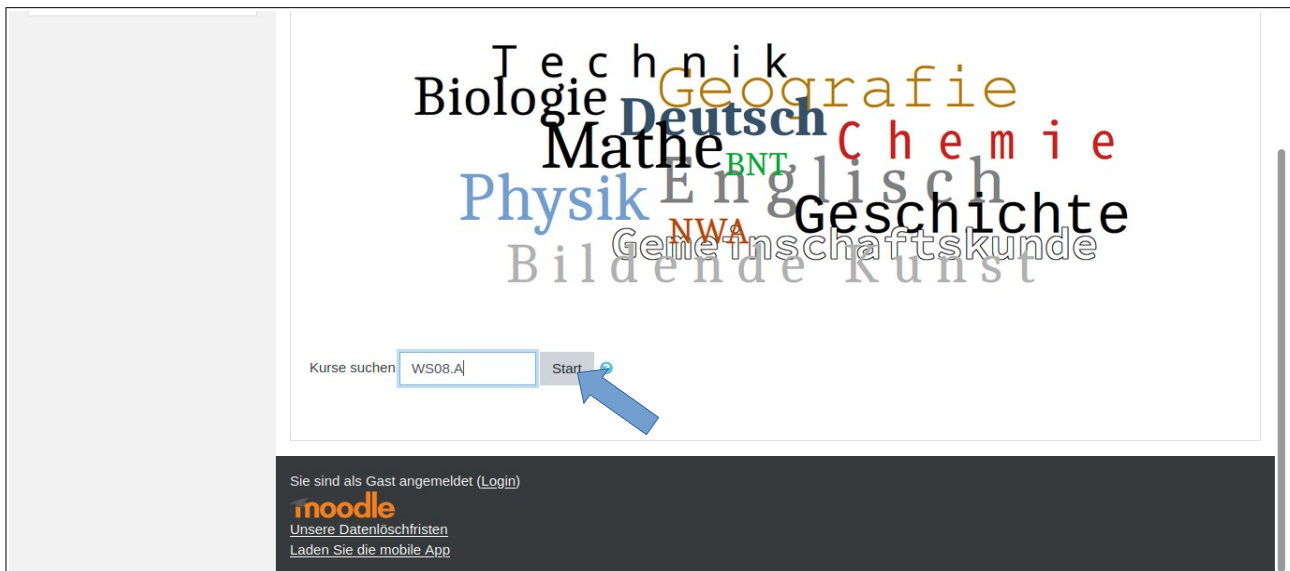 Technik
Geografie
Biologie
Deutsch
Mathe
Chemie
BNT
Englisch
Physik
Geschichte
NWA
Gemeinschaftskunde
Bildende Kunst
Kurse suchen WS08.A Start
Sie sind als Gast angemeldet (Login)
moodle
Unsere Datenlöschfristen
Laden Sie die mobile App